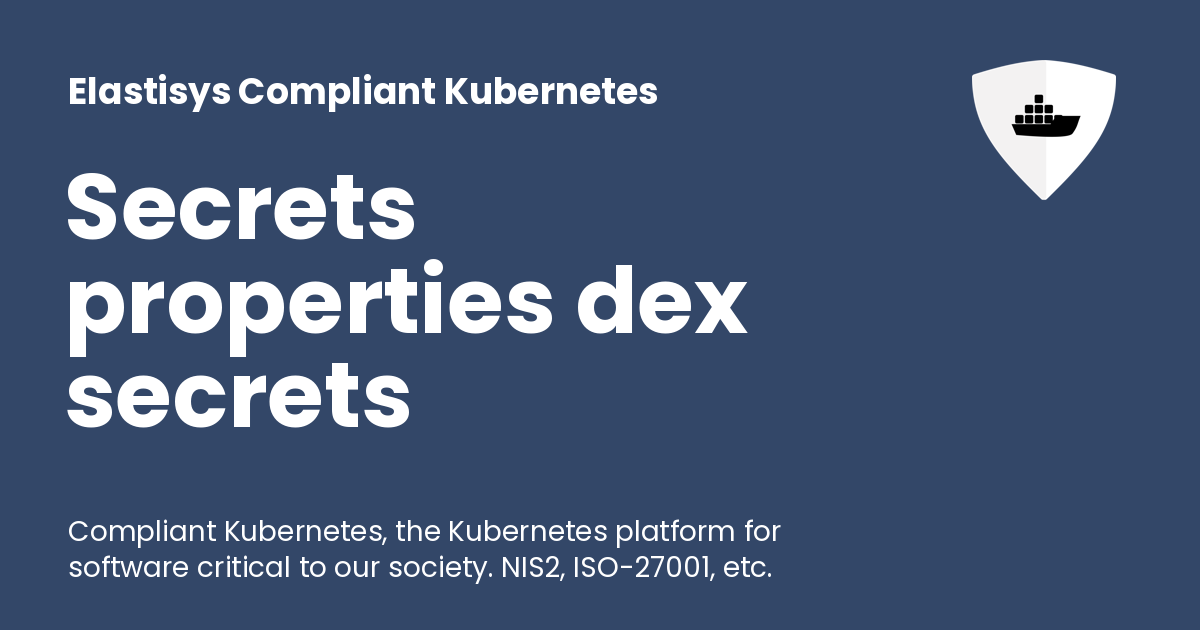 Elastisys Compliant Kubernetes
Secrets
properties dex
secrets
Compliant Kubernetes, the Kubernetes platform for
software critical to our society. NIS2, ISO-27001, etc.